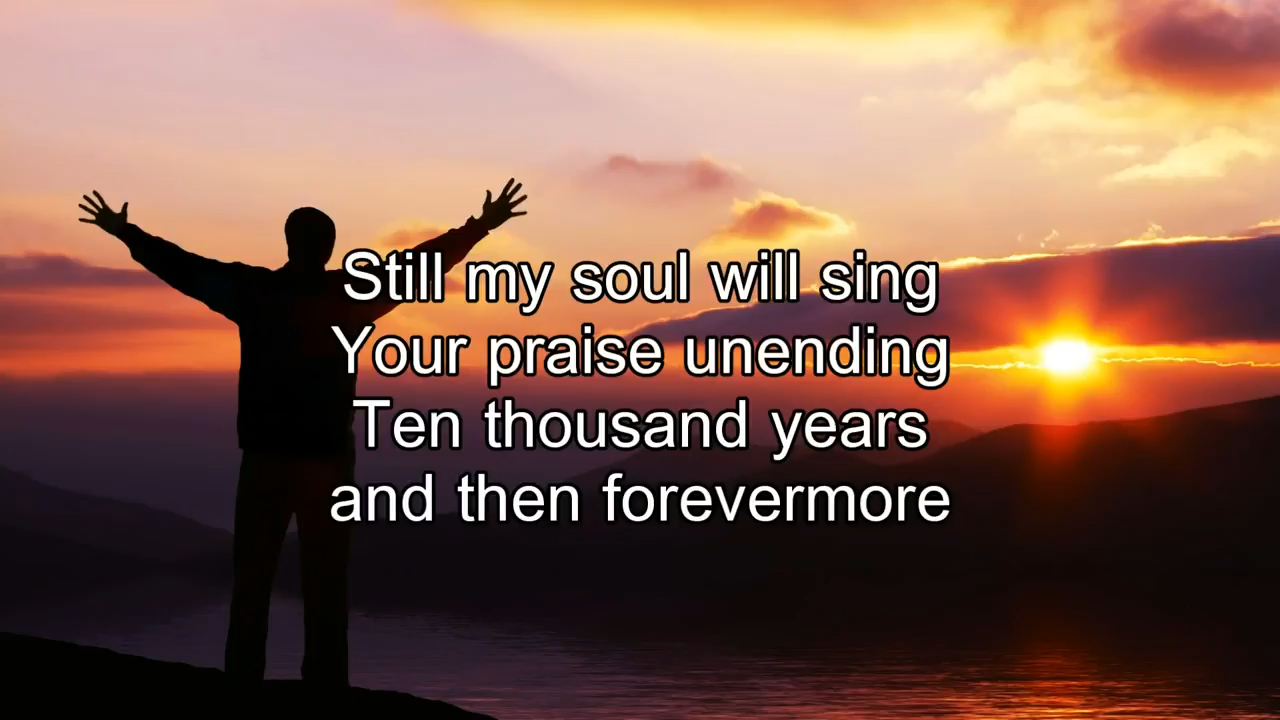 Still my soul will sing
Your praise unending
Ten thousand years
and then forevermore